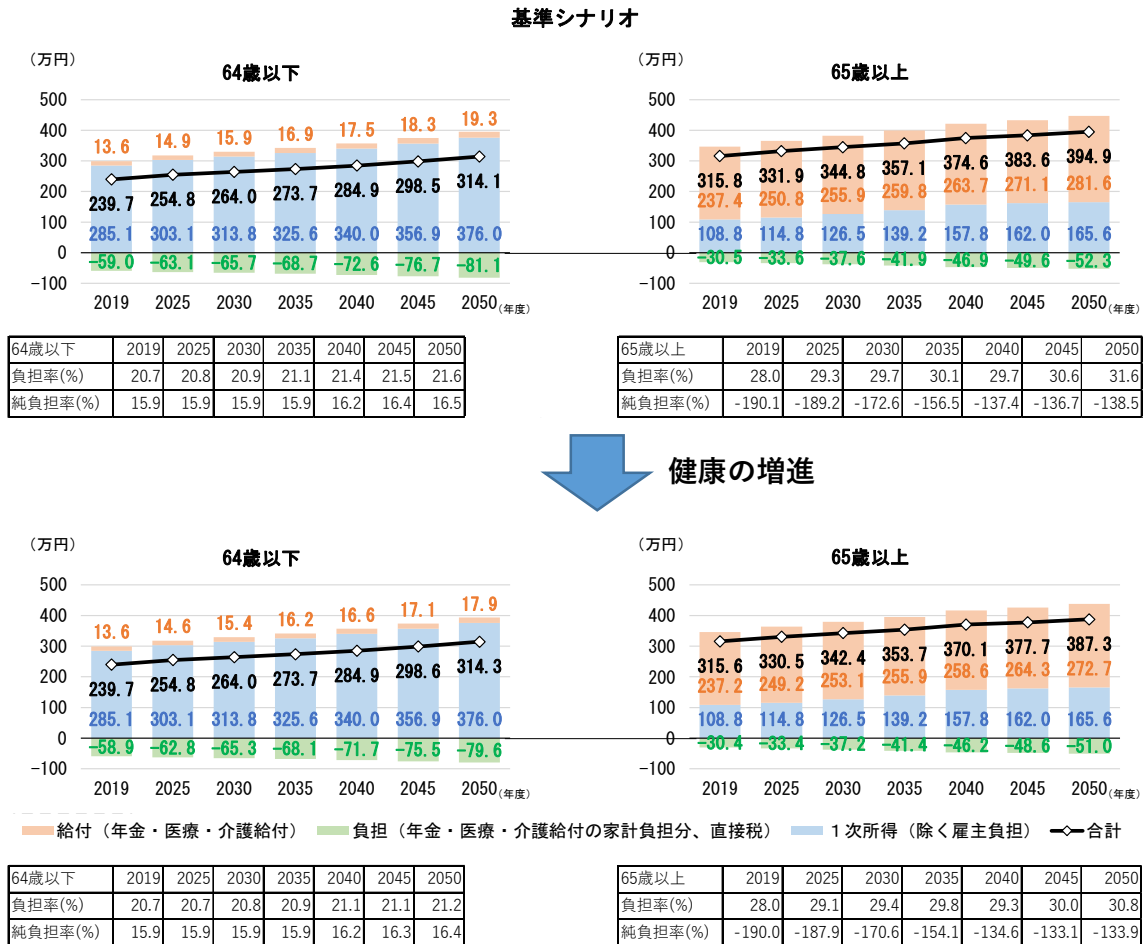 基準シナリオ
（万円）
64歳以下
500
400
300
200
100
0
-100
13.6 14.9 15.9 16.9 17.5 18.3 19.3
239.7 254.8 264.0 273.7 284.9 298.5 314.1
285.1 303.1 313.8 325.6 340.0 356.9 376.0
-59.0 -63.1 -65.7 -68.7 -72.6 -76.7 -81.1
2019 2025 2030 2035 2040 2045 2050 (年度)
（万円）
65歳以上
500
400
300
200
100
0
-100
315.8 331.9 344.8 357.1 374.6 383.6 394.9
237.4 250.8 255.9 259.8 263.7 271.1 281.6
108.8 114.8 126.5 139.2 157.8 162.0 165.6
-30.5 -33.6 -37.6 -41.9 -46.9 -49.6 -52.3
2019 2025 2030 2035 2040 2045 2050 (年度)
64歳以下 2019 2025 2030 2035 2040 2045 2050
負担率(%) 20.7 20.8 20.9 21.1 21.4 21.5 21.6
純負担率(%) 15.9 15.9 15.9 15.9 16.2 16.4 16.5
65歳以上 2019 2025 2030 2035 2040 2045 2050
負担率(%) 28.0 29.3 29.7 30.1 29.7 30.6 31.6
純負担率(%) -190.1 -189.2 -172.6 -156.5 -137.4 -136.7 -138.5
健康の増進
（万円）
64歳以下
500
400
300
200
100
0
-100
13.6 14.6 15.4 16.2 16.6 17.1 17.9
239.7 254.8 264.0 273.7 284.9 298.6 314.3
285.1 303.1 313.8 325.6 340.0 356.9 376.0
-58.9 -62.8 -65.3 -68.1 -71.7 -75.5 -79.6
2019 2025 2030 2035 2040 2045 2050 (年度)
（万円）
65歳以上
500
400
300
200
100
0
-100
315.6 330.5 342.4 353.7 370.1 377.7 387.3
237.2 249.2 253.1 255.9 258.6 264.3 272.7
108.8 114.8 126.5 139.2 157.8 162.0 165.6
-30.4 -33.4 -37.2 -41.4 -46.2 -48.6 -51.0
2019 2025 2030 2035 2040 2045 2050 (年度)
給付（年金・医療・介護給付） 負担（年金・医療・介護給付の家計負担分、直接税） １次所得（除く雇主負担） 合計
64歳以下 2019 2025 2030 2035 2040 2045 2050
負担率(%) 20.7 20.7 20.8 20.9 21.1 21.1 21.2
純負担率(%) 15.9 15.9 15.9 15.9 16.2 16.3 16.4
65歳以上 2019 2025 2030 2035 2040 2045 2050
負担率(%) 28.0 29.1 29.4 29.8 29.3 30.0 30.8
純負担率(%) -190.0 -187.9 -170.6 -154.1 -134.6 -133.1 -133.9